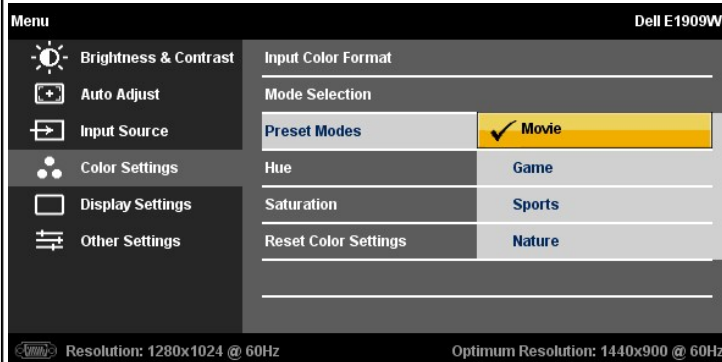 Menu Dell E1909W
Brightness & Contrast Input Color Format
Auto Adjust Mode Selection
Input Source Preset Modes Movie
Color Settings Hue Game
Display Settings Saturation Sports
Other Settings Reset Color Settings Nature
Resolution: 1280x1024 @ 60Hz Optimum Resolution: 1440x900 @ 60Hz